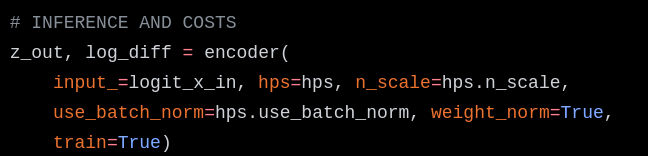 # INFERENCE AND COSTS
z_out, log_diff = encoder(
    input_=logit_x_in, hps=hps, n_scale=hps.n_scale,
    use_batch_norm=hps.use_batch_norm, weight_norm=True,
    train=True)